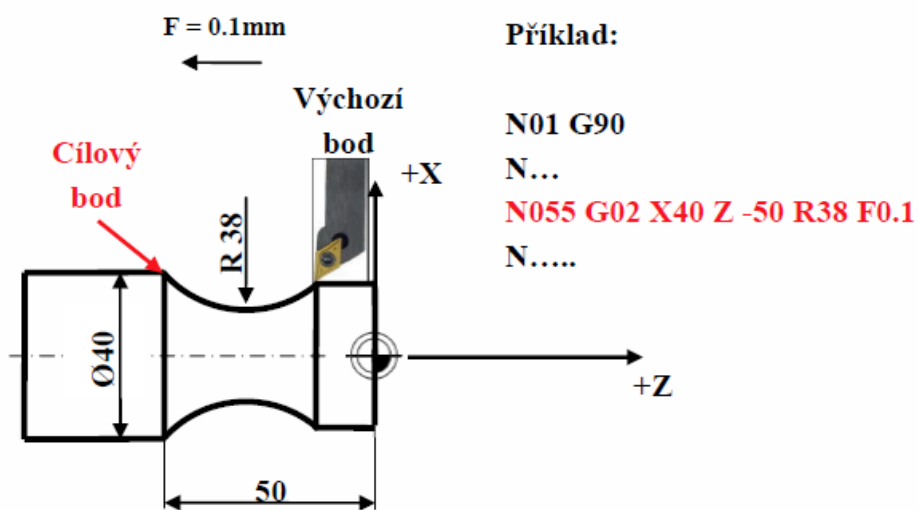 F = 0.1mm
Příklad:
Výchozí
bod
N01 G90
Cílový
bod
N…
+X
N055 G02 X40 Z -50 R38 F0.1
N…..
R 38
Ø40
+Z
50